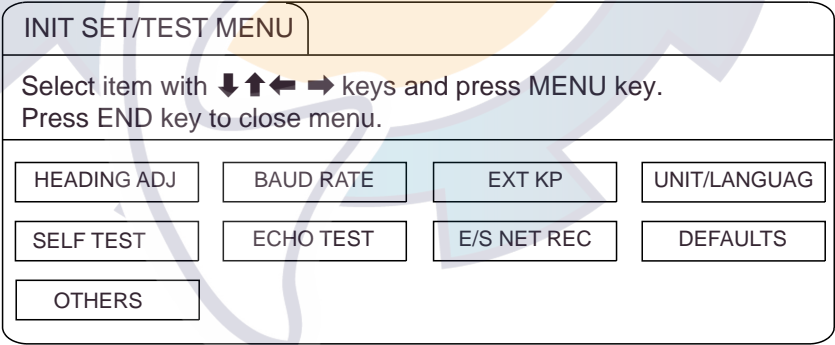 INIT SET/TEST MENU
Select item with ⬇⬆⬅ ➡ keys and press MENU key.
Press END key to close menu.
HEADING ADJ BAUD RATE EXT KP UNIT/LANGUAG
SELF TEST ECHO TEST E/S NET REC DEFAULTS
OTHERS